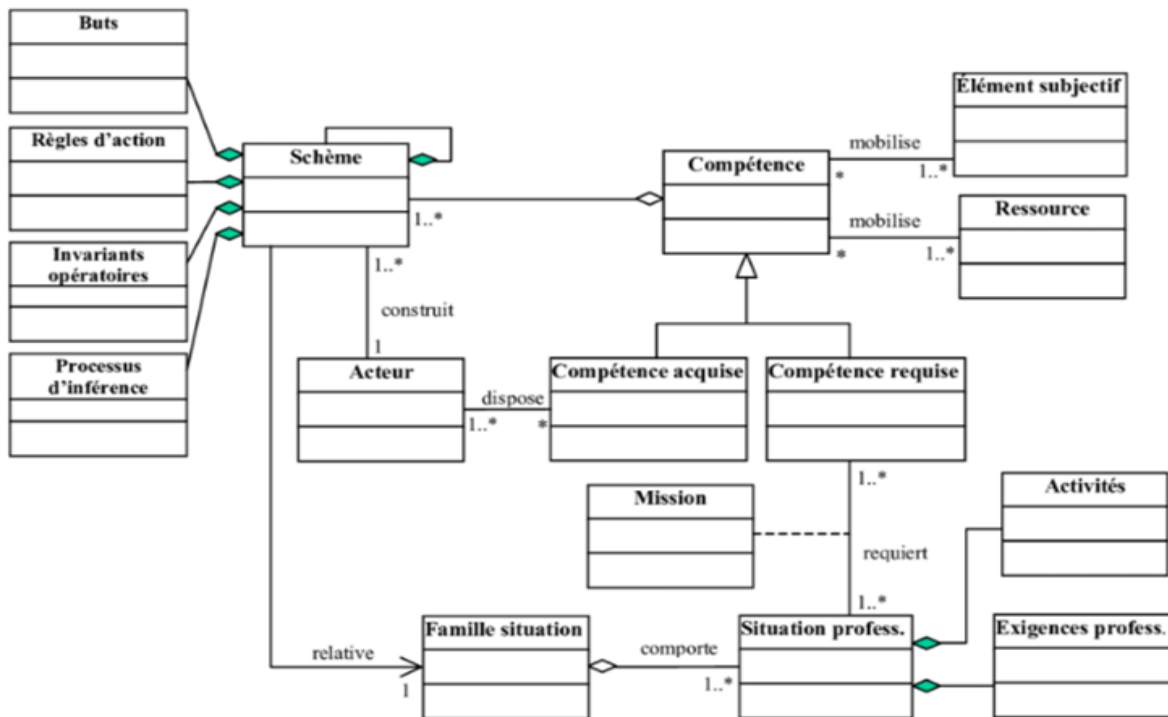 Buts
Élément subjectif
Règles d'action
Schème
Compétence
mobilise
*
1..*
1..*
mobilise
Ressource
*
1..*
Invariants
opératoires
1..*
construit
Processus
d'inférence
1
Acteur
Compétence acquise
Compétence requise
dispose
1..*
*
Mission
1..*
Activités
requiert
1..*
Famille situation
Situation profess.
Exigences profess.
relative
comporte
1
1..*